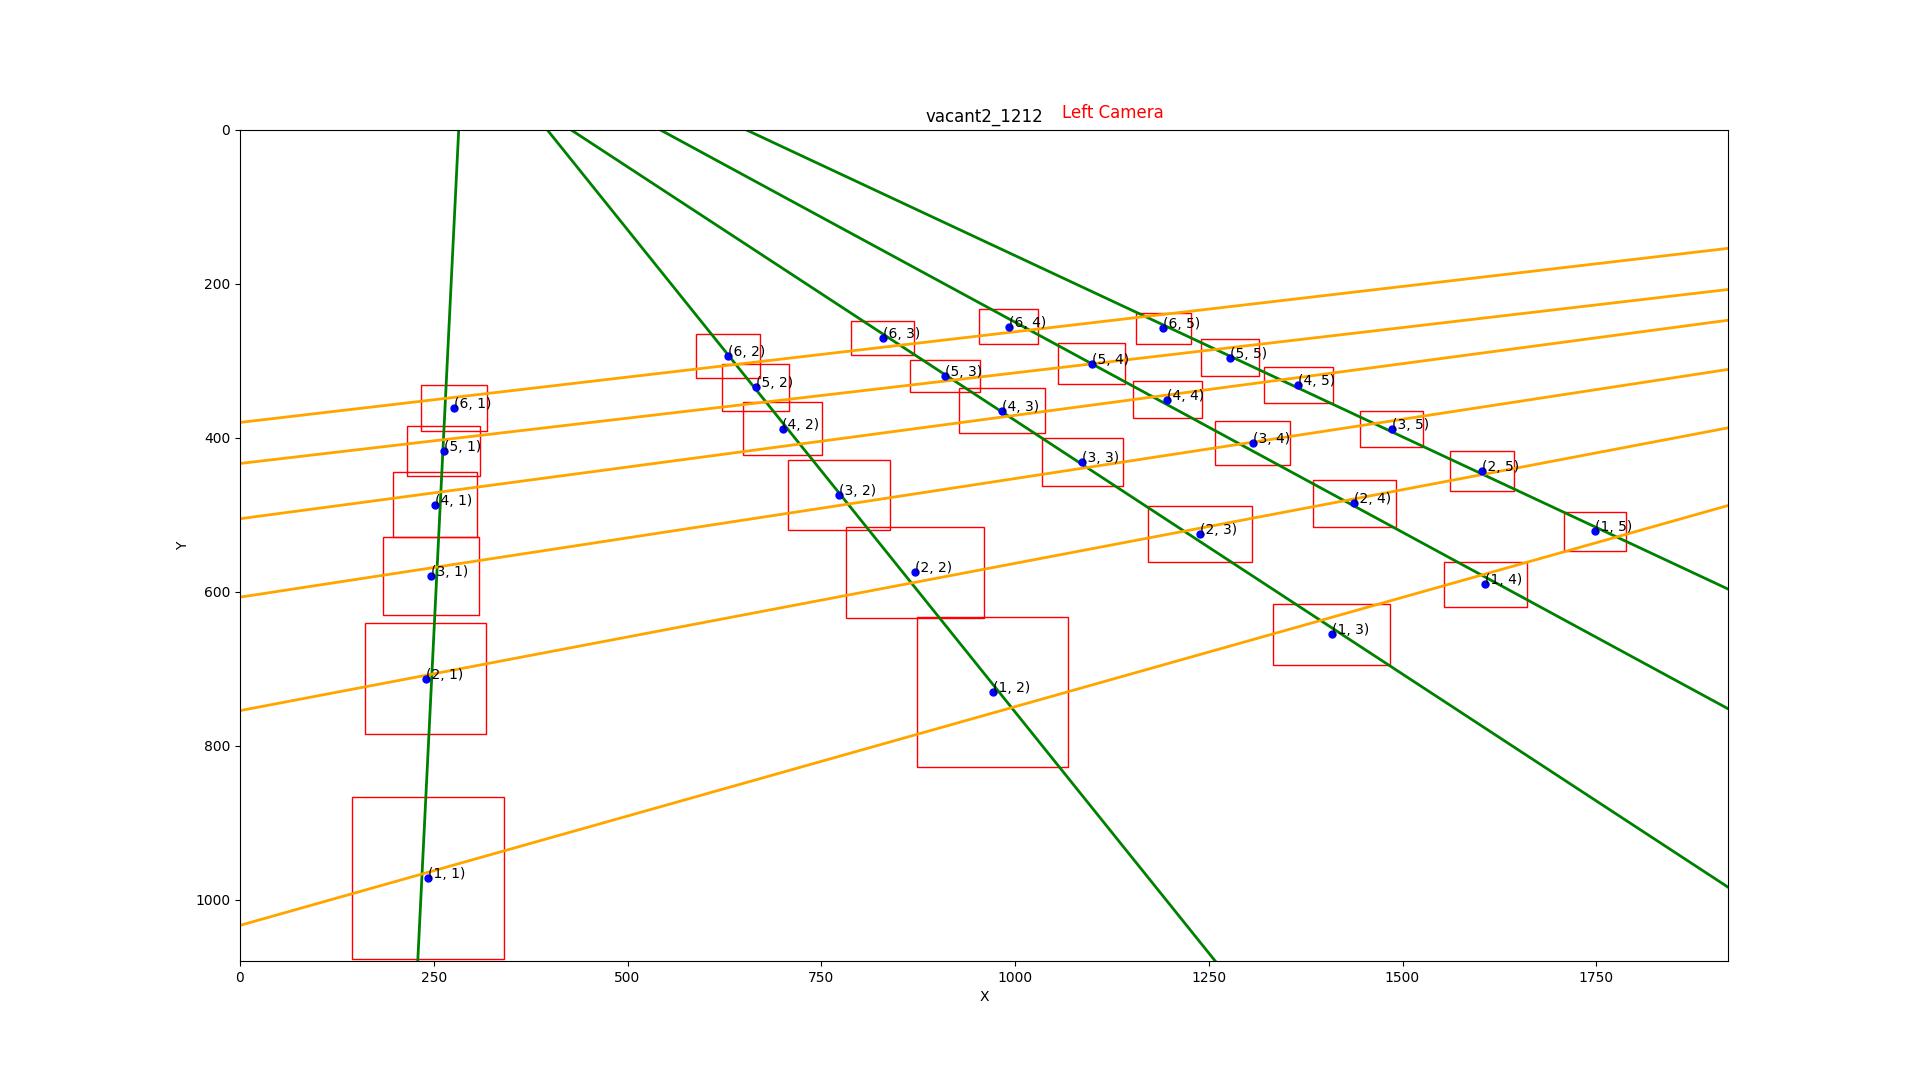 vacant2_1212 Left Camera
0
200
(6, 4) (6, 5)
(6, 3)
(6, 2) (5, 4) (5, 5)
(5, 3)
(5, 2) (4, 5)
(4, 4)
(6, 1) (4, 3)
400
(4, 2) (3, 5)
(5, 1) (3, 4)
(3, 3) (2, 5)
(4, 1) (3, 2) (2, 4)
(2, 3) (1, 5)
Y
(3, 1) (2, 2) (1, 4)
600
(1, 3)
(2, 1) (1, 2)
800
(1, 1)
1000
0 250 500 750 1000 1250 1500 1750
X